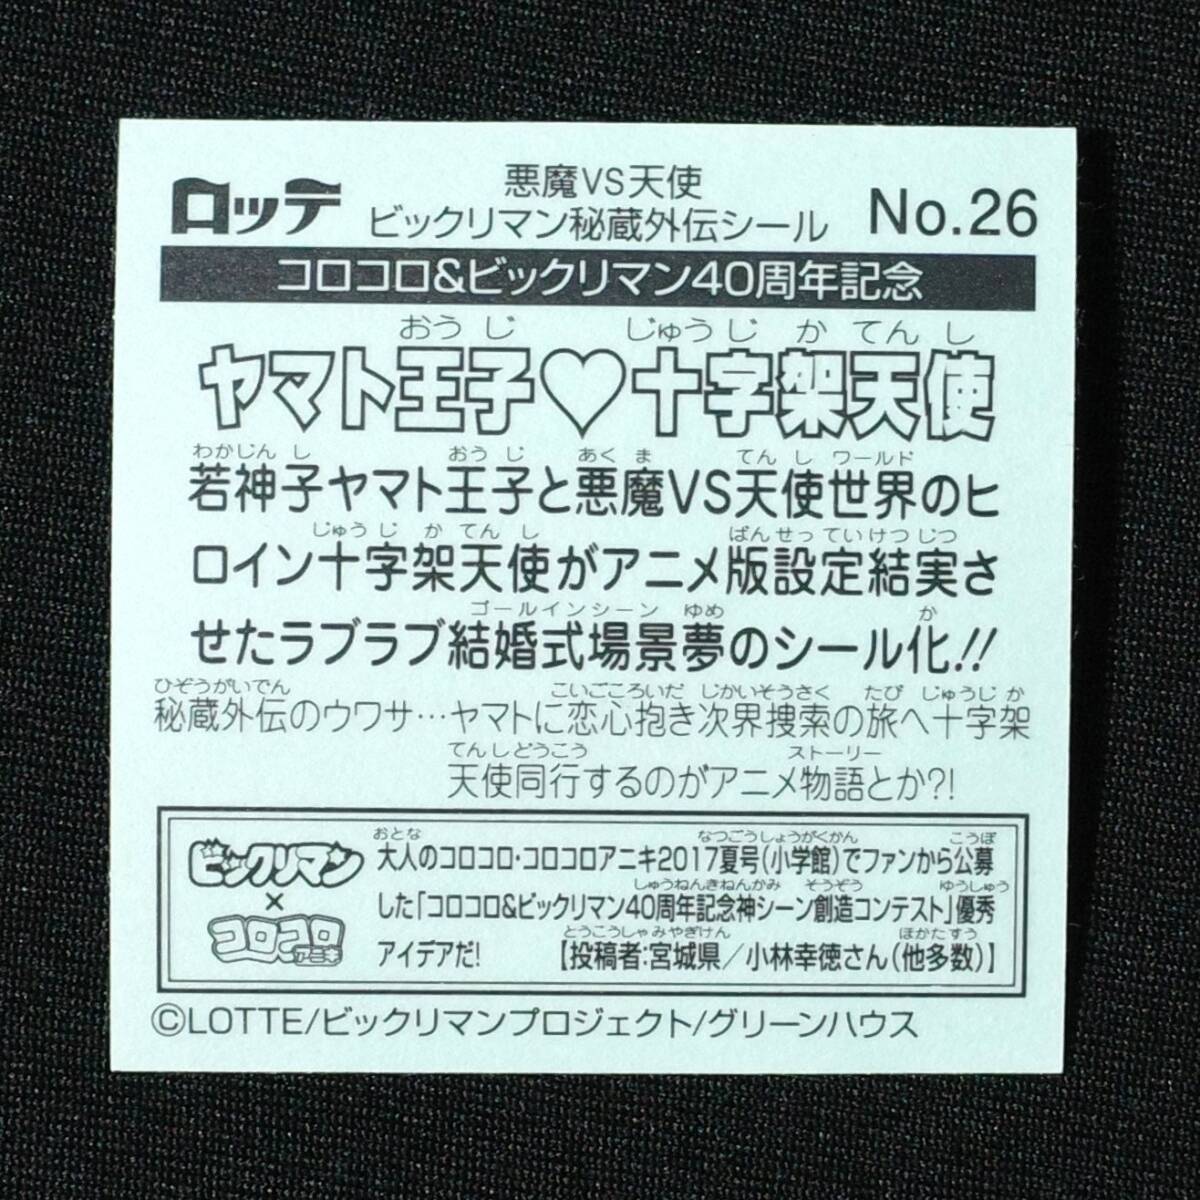 ロッテ
悪魔VS天使
ビックリマン秘蔵外伝シール
No.26
コロコロ&ビックリマン40周年記念
おうじ じゅうじかてんし
ヤマト王子♡十字架天使
わかじんし おうじ あくま てんしワールド
若神子ヤマト王子と悪魔VS天使世界のヒ
じゅうじかてんし ばんせっていけつじつ
ロイン十字架天使がアニメ版設定結実さ
ゴールインシーン ゆめ か
せたラブラブ結婚式場景夢のシール化!!
ひぞうがいでん こいごころいだ じかいそうさく たび じゅうじか
秘蔵外伝のウワサ…ヤマトに恋心抱き次界捜索の旅へ十字架
てんしどうこう ストーリー
天使同行するのがアニメ物語とか?!
ビックリマン
×
コロコロ
アニキ
おとな なつごうしょうがくかん こうぼ
大人のコロコロ・コロコロアニキ2017夏号(小学館)でファンから公募
しゅうねんきねんかみ そうぞう ゆうしゅう
した「コロコロ&ビックリマン40周年記念神シーン創造コンテスト」優秀
とうこうしゃみやぎけん ほかたすう
アイデアだ! 【投稿者:宮城県/小林幸徳さん(他多数)】
©LOTTE/ビックリマンプロジェクト/グリーンハウス